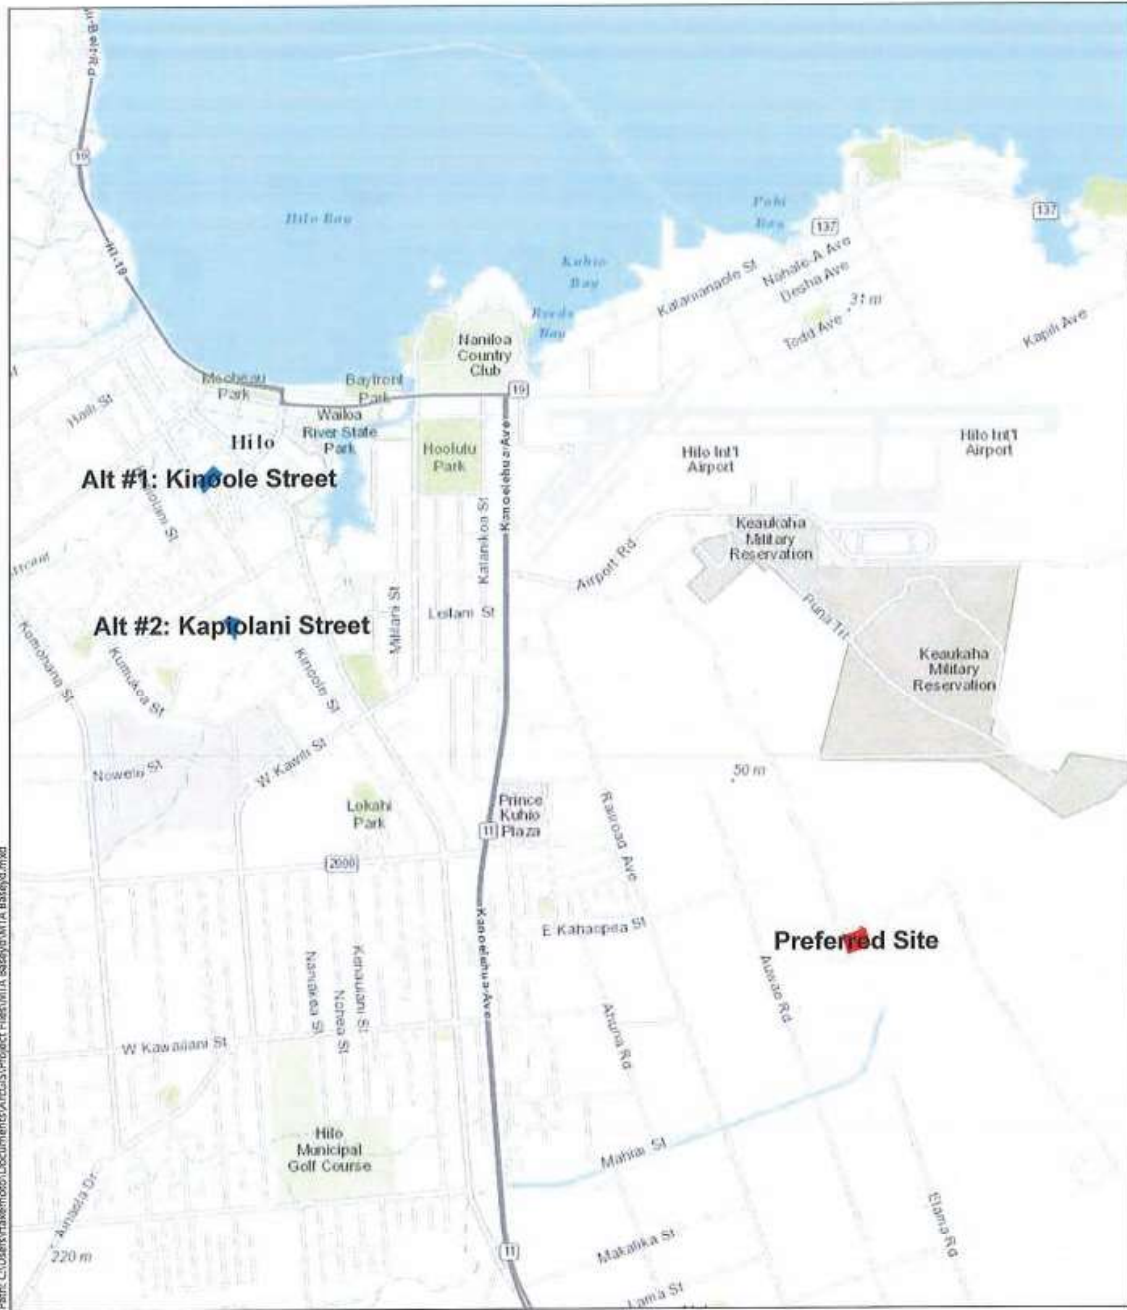 19
Hilo Bay
HI-19
Kuhio
Bay
Reeds
Bay
Bay
137
137
Kalanianaole St
Nahale-A Ave
Desha Ave
Todd Ave
31 m
Kapili Ave
Naniloa
Country
Club
Mooheau
Park
Bayfront
Park
19
Haili St
Hilo
Wailoa
River State
Park
Hoolulu
Park
Hilo Int'l
Airport
Hilo Int'l
Airport
Alt #1: Kinoole Street
Kanoelehua-Ave
Keaukaha
Military
Reservation
Airport Rd
Puna Trl
Mililani St
Leilani St
Alt #2: Kapiolani Street
Komohana St
Kumukoa St
Kinoole St
Keaukaha
Military
Reservation
Nowelo St
W Kawili St
50 m
Lokahi
Park
Prince
Kuhio
Plaza
11
2000
Railroad Ave
E Kahaopea St
Kanoelehua-Ave
Preferred Site
Auwae Rd
Nohea St
Ahuna Rd
W Kawailani St
Hilo
Municipal
Golf Course
Mahiai St
Ainaola Dr
220 m
11
Makalika St
Elama Rd
Lama St